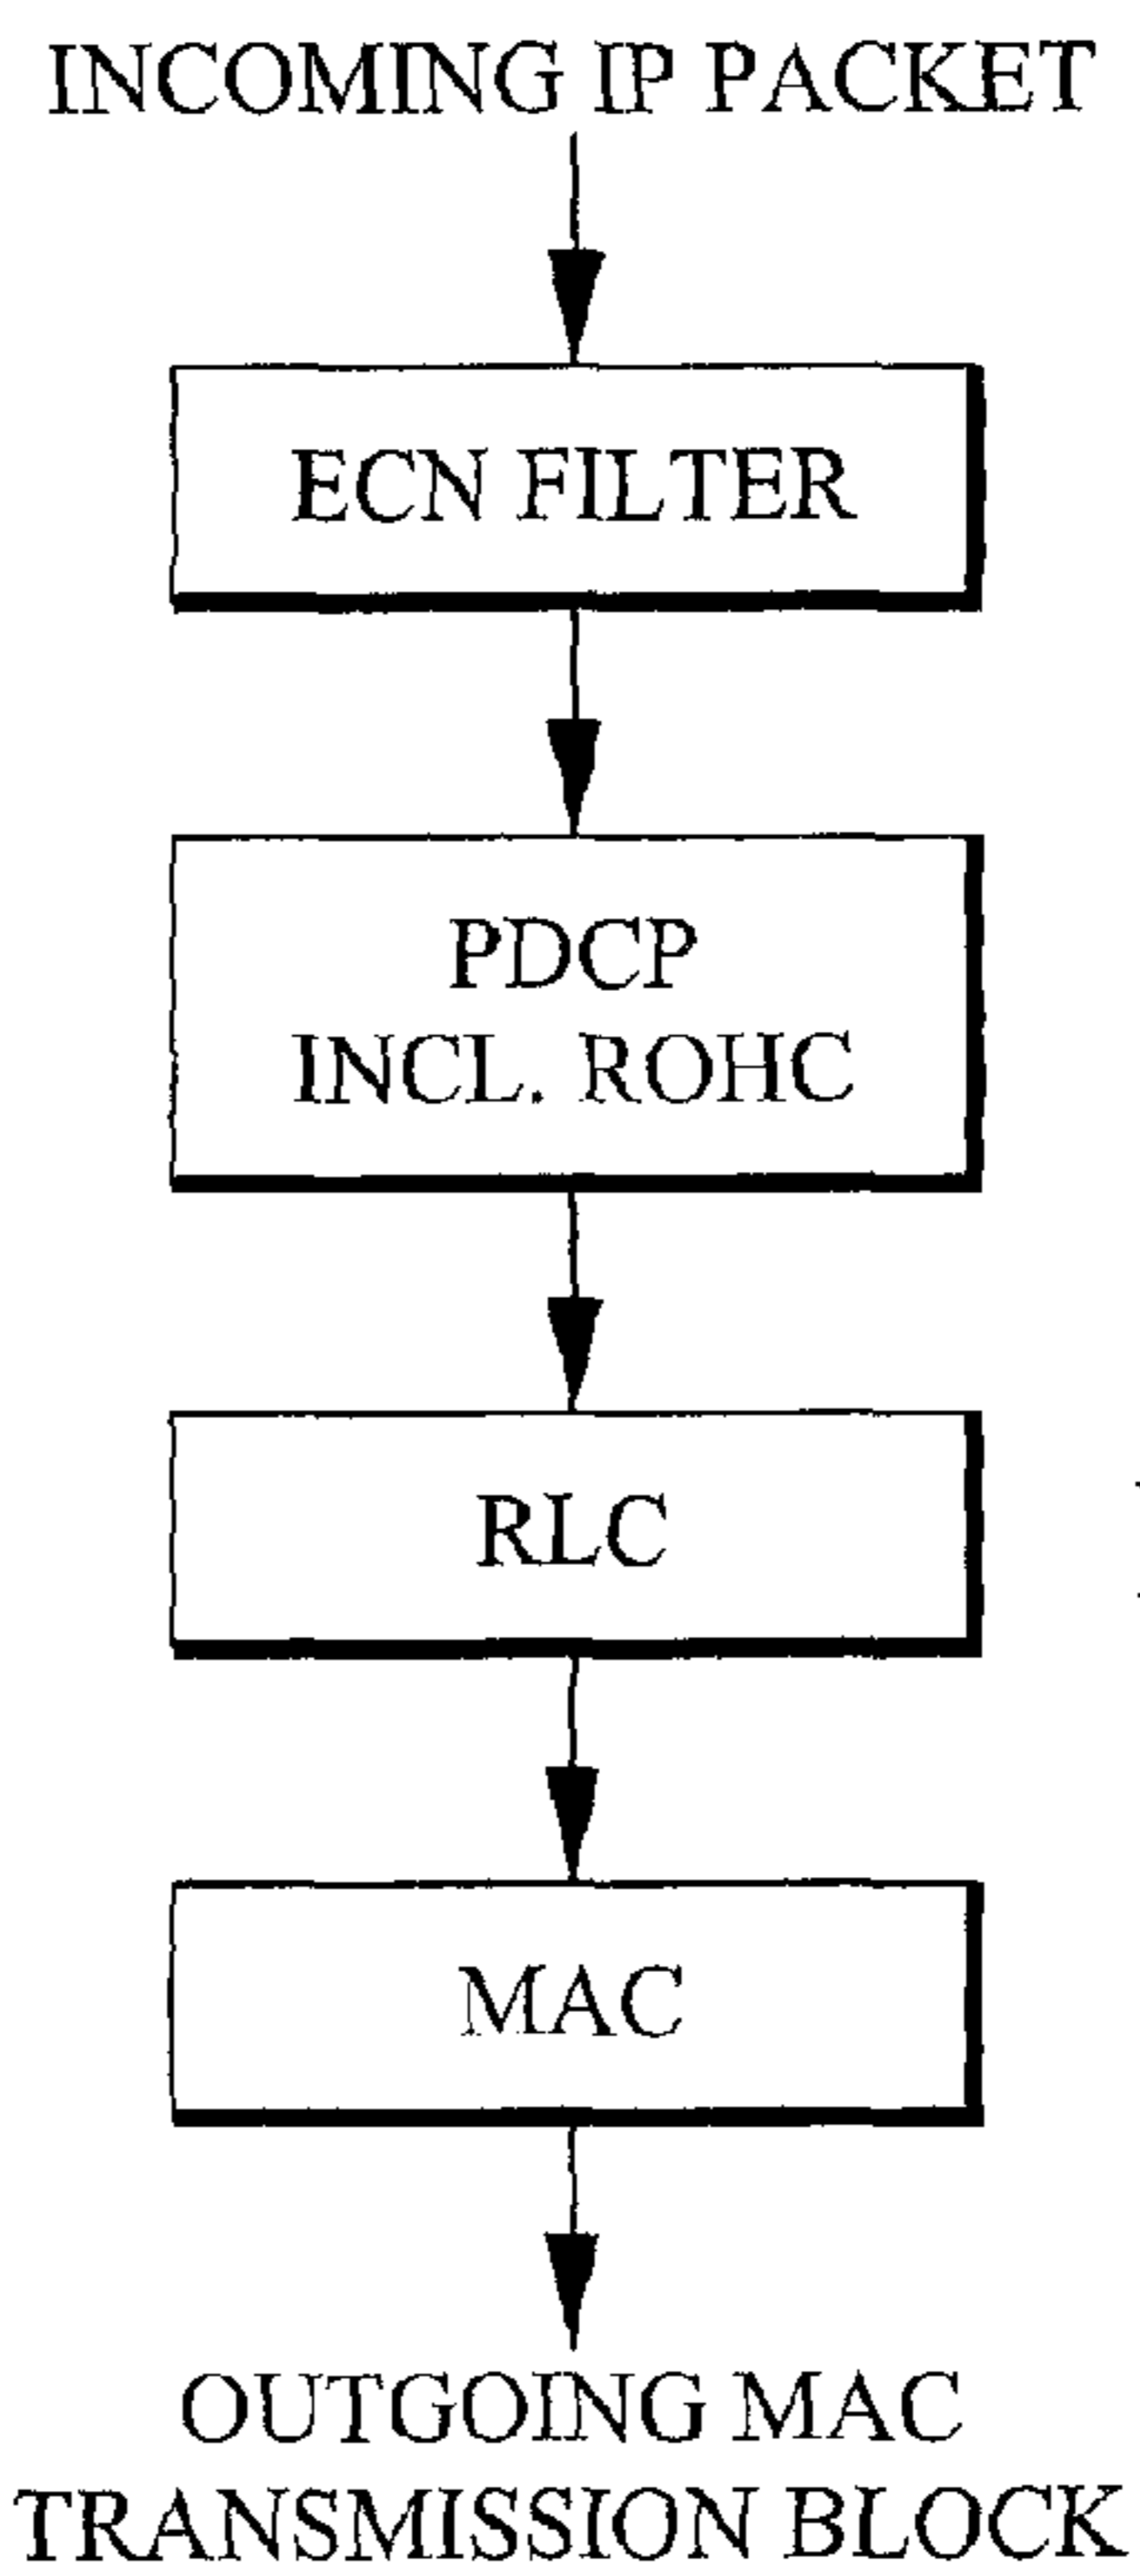 INCOMING IP PACKET
ECN FILTER
PDCP
INCL. ROHC
RLC
MAC
OUTGOING MAC
TRANSMISSION BLOCK